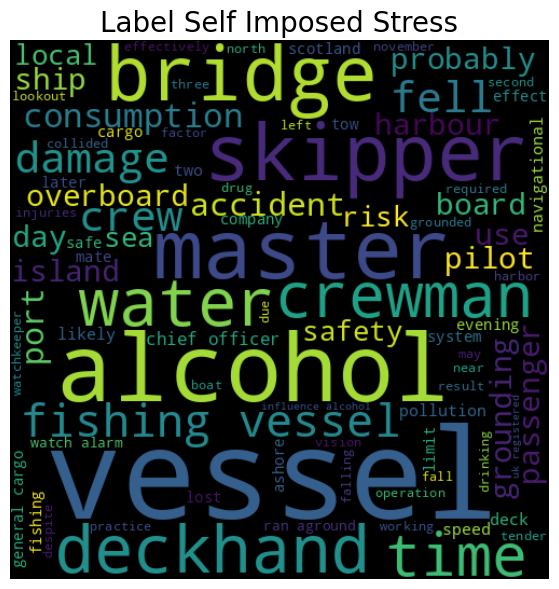 Label Self Imposed Stress
effectively
north
scotland
november
local
bridge
probably
ship
three
fell
second
effect
lookout
consumption
cargo
factor
left
tow
harbour
collided
damage
later
two
skipper
navigational
injuries
overboard
drug
accident
risk
required
board
crew
company
grounded
day
safe
sea
mate
master
use
pilot
island
harbor
water
due
crewman
port
likely
chief officer
safety
system
evening
watchkeeper
boat
may
near
alcohol
result
passenger
fishing vessel
influence alcohol
pollution
grounding
uk registered
watch alarm
vision
limit
drinking
ashore
falling
fall
general cargo
fishing
despite
vessel
lost
operation
practice
ran aground
working
speed
deck
deckhand
time
tender